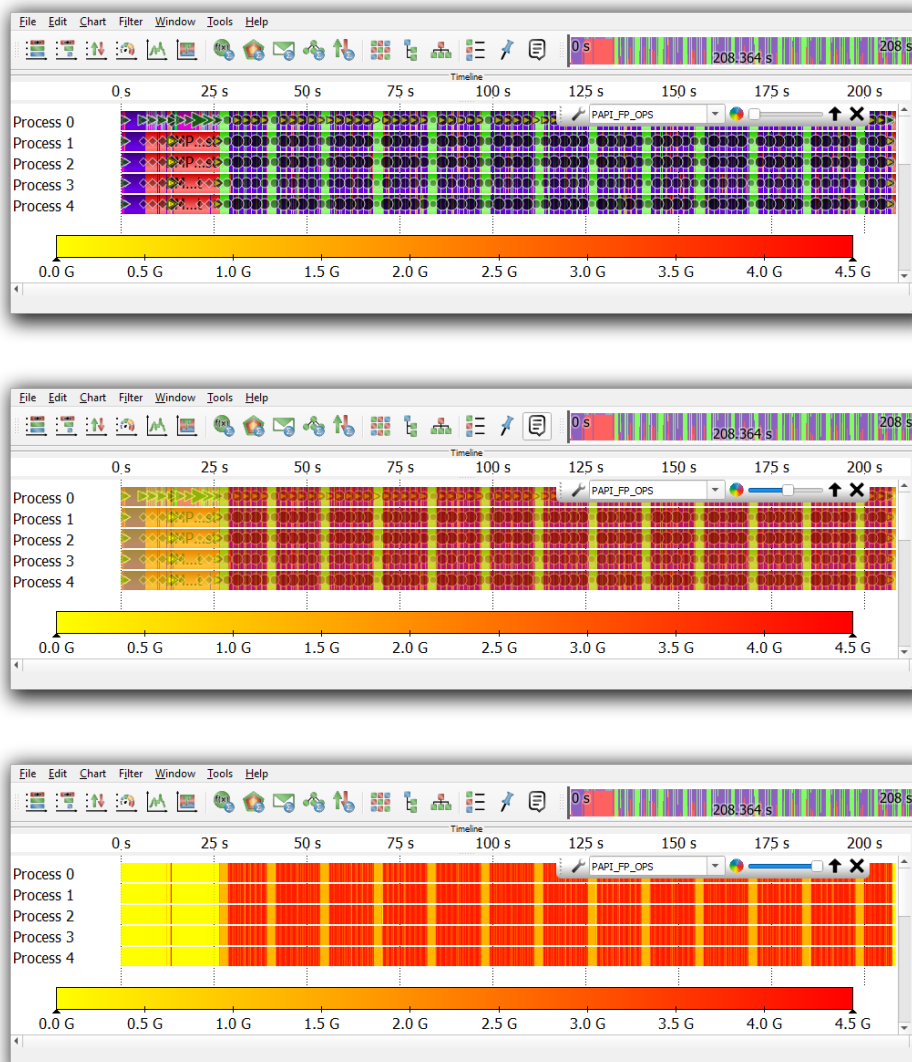 File Edit Chart Filter Window Tools Help
0 s 208.364 s 208 s
Timeline
0 s 25 s 50 s 75 s 100 s 125 s 150 s 175 s 200 s
PAPI_FP_OPS
Process 0
Process 1
Process 2
Process 3
Process 4
0.0 G 0.5 G 1.0 G 1.5 G 2.0 G 2.5 G 3.0 G 3.5 G 4.0 G 4.5 G
File Edit Chart Filter Window Tools Help
0 s 208.364 s 208 s
Timeline
0 s 25 s 50 s 75 s 100 s 125 s 150 s 175 s 200 s
PAPI_FP_OPS
Process 0
Process 1
Process 2
Process 3
Process 4
0.0 G 0.5 G 1.0 G 1.5 G 2.0 G 2.5 G 3.0 G 3.5 G 4.0 G 4.5 G
File Edit Chart Filter Window Tools Help
0 s 208.364 s 208 s
Timeline
0 s 25 s 50 s 75 s 100 s 125 s 150 s 175 s 200 s
PAPI_FP_OPS
Process 0
Process 1
Process 2
Process 3
Process 4
0.0 G 0.5 G 1.0 G 1.5 G 2.0 G 2.5 G 3.0 G 3.5 G 4.0 G 4.5 G